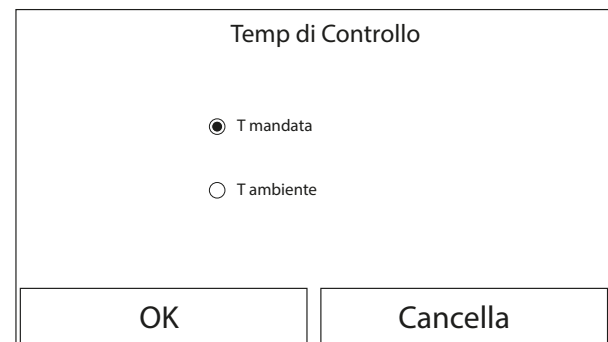 Temp di Controllo
T mandata
T ambiente
OK
Cancella